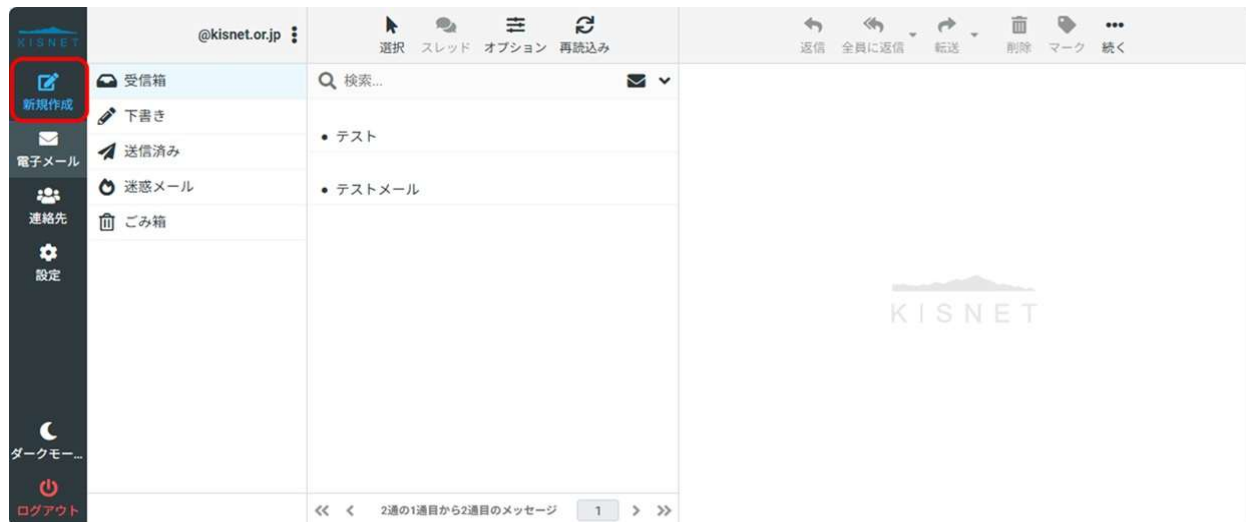 KISNET
新規作成
電子メール
連絡先
設定
ダークモー...
ログアウト
@kisnet.or.jp
受信箱
下書き
送信済み
迷惑メール
ごみ箱
選択 スレッド オプション 再読込み
検索...
テスト
テストメール
2通の1通目から2通目のメッセージ 1
返信 全員に返信 転送 削除 マーク 続く
KISNET